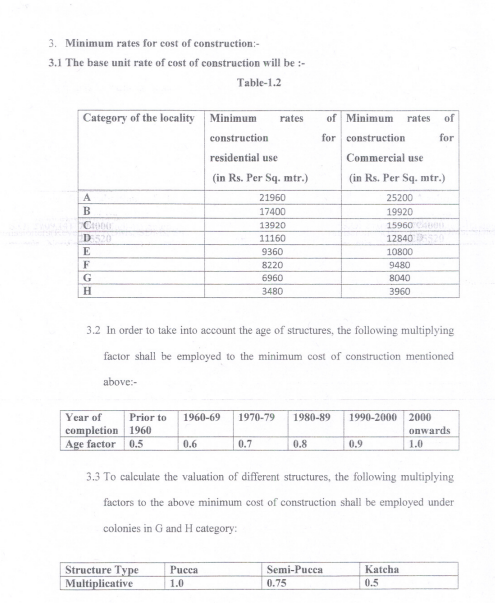 3. Minimum rates for cost of construction:-
3.1 The base unit rate of cost of construction will be :-
Table-1.2
Category of the locality Minimum rates of Minimum rates of
construction for construction for
residential use Commercial use
(in Rs. Per Sq. mtr.) (in Rs. Per Sq. mtr.)
A 21960 25200
B 17400 19920
C 13920 15960
D 11160 12840
E 9360 10800
F 8220 9480
G 6960 8040
H 3480 3960
3.2 In order to take into account the age of structures, the following multiplying
factor shall be employed to the minimum cost of construction mentioned
above:-
Year of Prior to 1960-69 1970-79 1980-89 1990-2000 2000
completion 1960 onwards
Age factor 0.5 0.6 0.7 0.8 0.9 1.0
3.3 To calculate the valuation of different structures, the following multiplying
factors to the above minimum cost of construction shall be employed under
colonies in G and H category:
Structure Type Pucca Semi-Pucca Katcha
Multiplicative 1.0 0.75 0.5